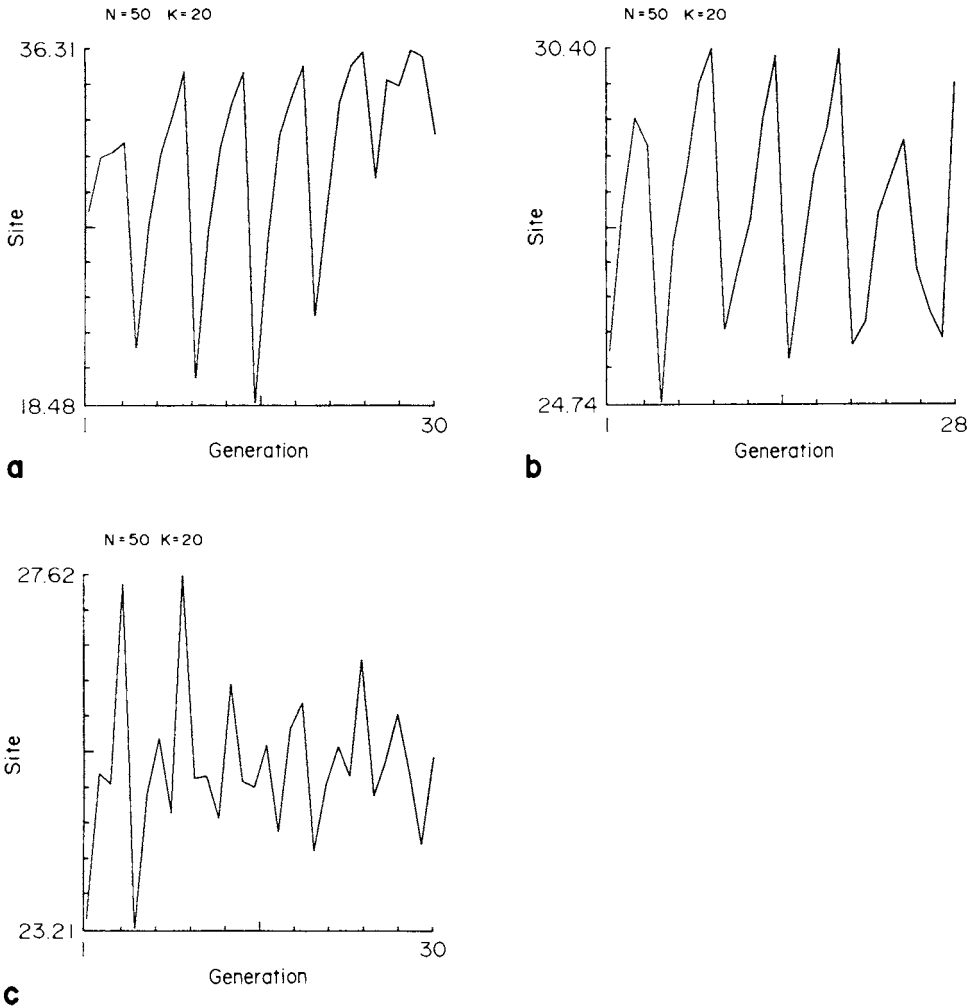 N=50 K=20
36.31
Site
18.48
1
30
Generation
a
N=50 K=20
30.40
Site
24.74
1
28
Generation
b
N=50 K=20
27.62
Site
23.21
1
30
Generation
c